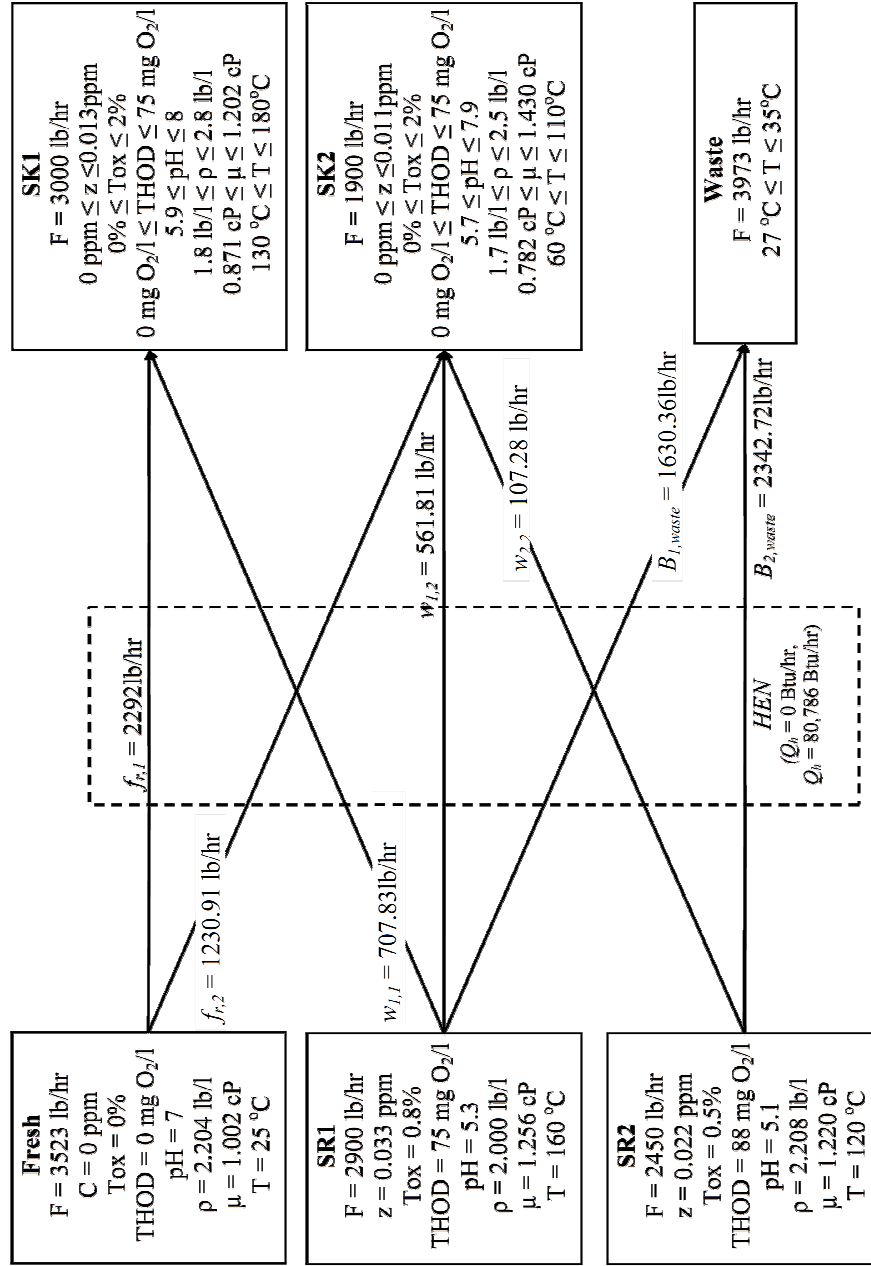 Fresh
F = 3523 lb/hr
C = 0 ppm
Tox = 0%
THOD = 0 mg O₂/l
pH = 7
ρ = 2.204 lb/l
μ = 1.002 cP
T = 25 °C
SR1
F = 2900 lb/hr
z = 0.033 ppm
Tox = 0.8%
THOD = 75 mg O₂/l
pH = 5.3
ρ = 2.000 lb/l
μ = 1.256 cP
T = 160 °C
SR2
F = 2450 lb/hr
z = 0.022 ppm
Tox = 0.5%
THOD = 88 mg O₂/l
pH = 5.1
ρ = 2.208 lb/l
μ = 1.220 cP
T = 120 °C
fr,1 = 2292lb/hr
fr,2 = 1230.91 lb/hr
w1,1 = 707.83lb/hr
w1,2 = 561.81 lb/hr
w2,2 = 107.28 lb/hr
B1,waste = 1630.36lb/hr
B2,waste = 2342.72lb/hr
HEN
(Qh = 0 Btu/hr,
Qh = 80,786 Btu/hr)
SK1
F = 3000 lb/hr
0 ppm ≤ z ≤0.013ppm
0% ≤ Tox ≤ 2%
0 mg O₂/l ≤ THOD ≤ 75 mg O₂/l
5.9 ≤ pH ≤ 8
1.8 lb/l ≤ ρ ≤ 2.8 lb/l
0.871 cP ≤ μ ≤ 1.202 cP
130 °C ≤ T ≤ 180°C
SK2
F = 1900 lb/hr
0 ppm ≤ z ≤0.011ppm
0% ≤ Tox ≤ 2%
0 mg O₂/l ≤ THOD ≤ 75 mg O₂/l
5.7 ≤ pH ≤ 7.9
1.7 lb/l ≤ ρ ≤ 2.5 lb/l
0.782 cP ≤ μ ≤ 1.430 cP
60 °C ≤ T ≤ 110°C
Waste
F = 3973 lb/hr
27 °C ≤ T ≤ 35°C